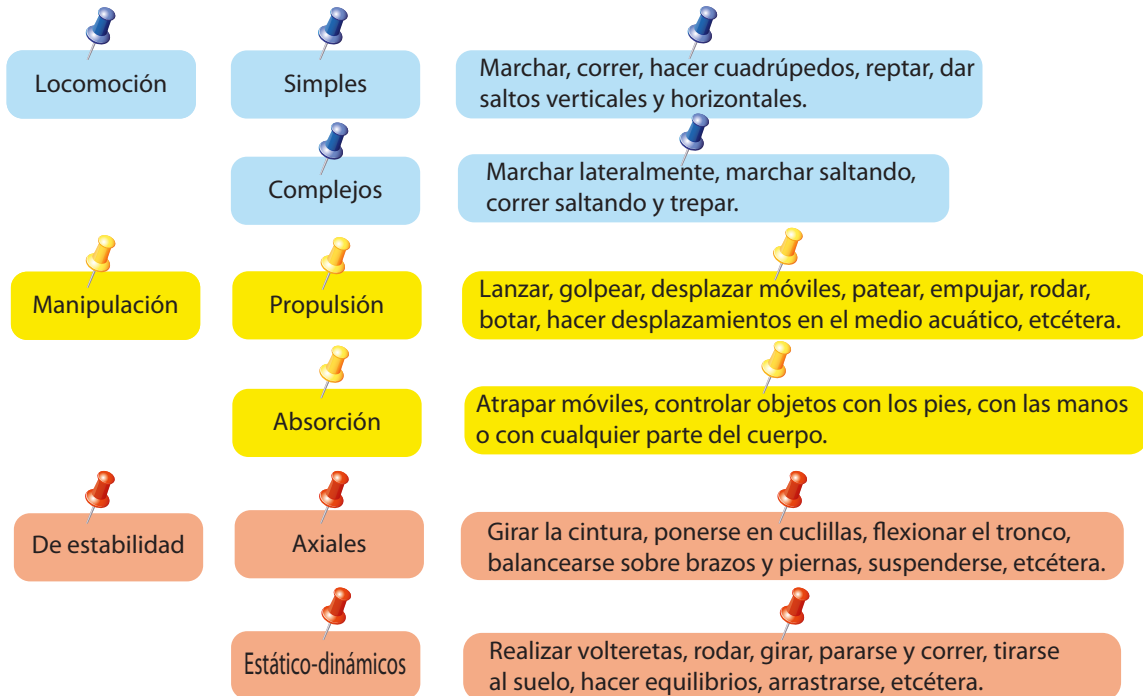 Locomoción
Simples
Marchar, correr, hacer cuadrúpedos, reptar, dar
saltos verticales y horizontales.
Complejos
Marchar lateralmente, marchar saltando,
correr saltando y trepar.
Manipulación
Propulsión
Lanzar, golpear, desplazar móviles, patear, empujar, rodar,
botar, hacer desplazamientos en el medio acuático, etcétera.
Absorción
Atrapar móviles, controlar objetos con los pies, con las manos
o con cualquier parte del cuerpo.
De estabilidad
Axiales
Girar la cintura, ponerse en cuclillas, flexionar el tronco,
balancearse sobre brazos y piernas, suspenderse, etcétera.
Estático-dinámicos
Realizar volteretas, rodar, girar, pararse y correr, tirarse
al suelo, hacer equilibrios, arrastrarse, etcétera.